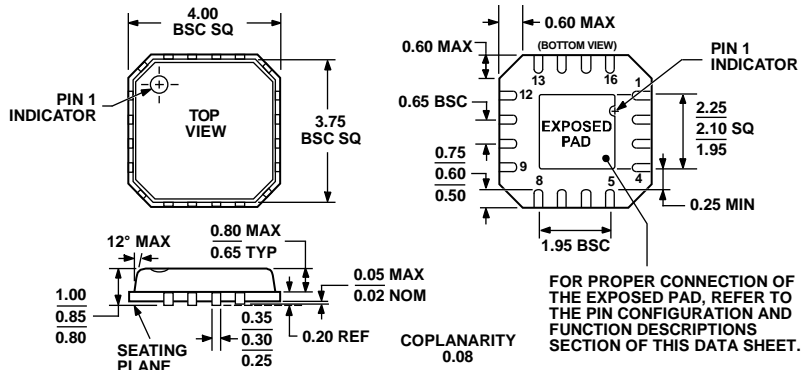 4.00
BSC SQ
PIN 1
INDICATOR
TOP
VIEW
3.75
BSC SQ
0.60 MAX
0.60 MAX
(BOTTOM VIEW)
PIN 1
INDICATOR
13
16
12
1
0.65 BSC
EXPOSED
PAD
2.25
2.10 SQ
1.95
0.75
0.60
0.50
9
4
8
5
0.25 MIN
1.95 BSC
12° MAX
0.80 MAX
0.65 TYP
0.05 MAX
0.02 NOM
1.00
0.85
0.80
0.35
0.30
0.25
0.20 REF
SEATING
PLANE
COPLANARITY
0.08
FOR PROPER CONNECTION OF
THE EXPOSED PAD, REFER TO
THE PIN CONFIGURATION AND
FUNCTION DESCRIPTIONS
SECTION OF THIS DATA SHEET.